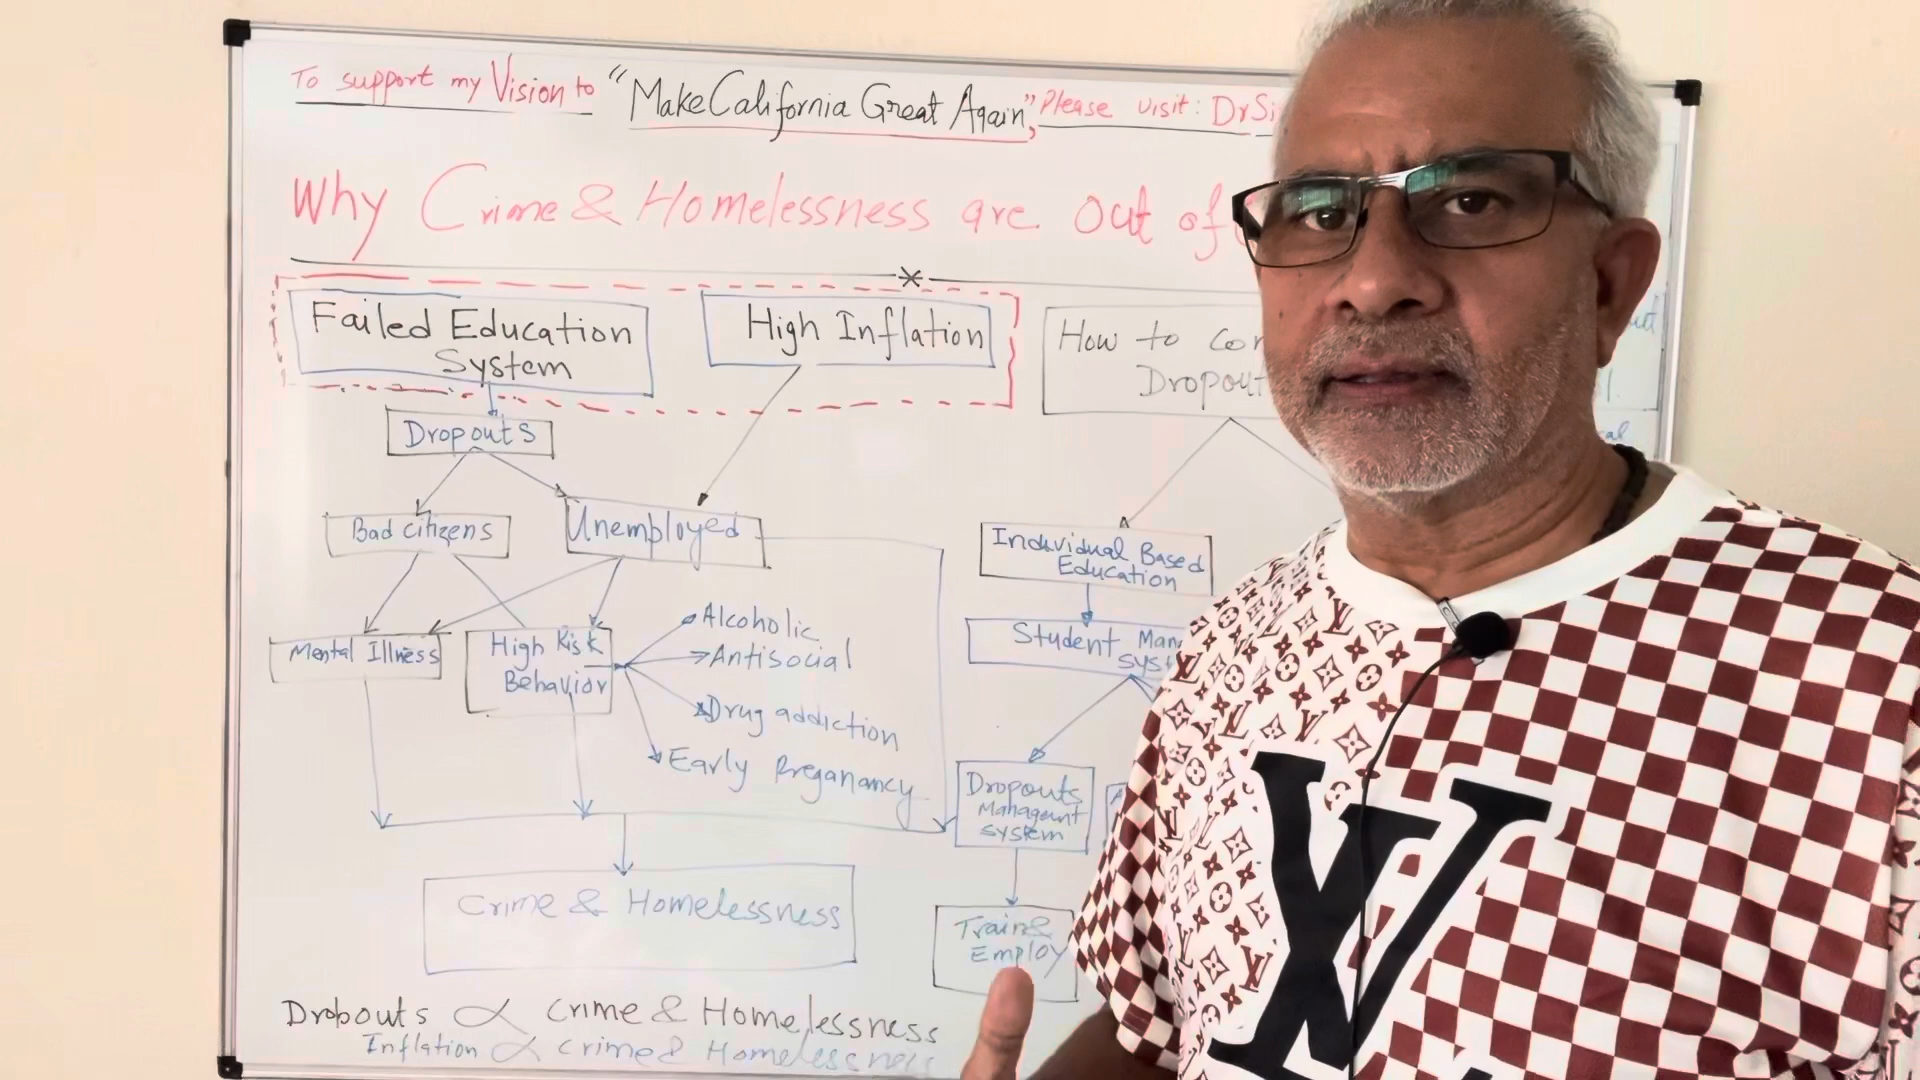 To support my Vision to "Make California Great Again," Please visit: DrSi
Why Crime & Homelessness are out of
Failed Education
System
High Inflation
How to Con
Dropout
Dropouts
Bad citizens
Unemployed
Individual Based
Education
Mental Illness
High Risk
Behavior
Alcoholic
Antisocial
Drug addiction
Early Preganancy
Student Man
syst
Dropouts
Managemt
system
Crime & Homelessness
Train &
Employ
Drobouts ∝ Crime & Homelessness
Inflation ∝ Crime & Homelessness
LV